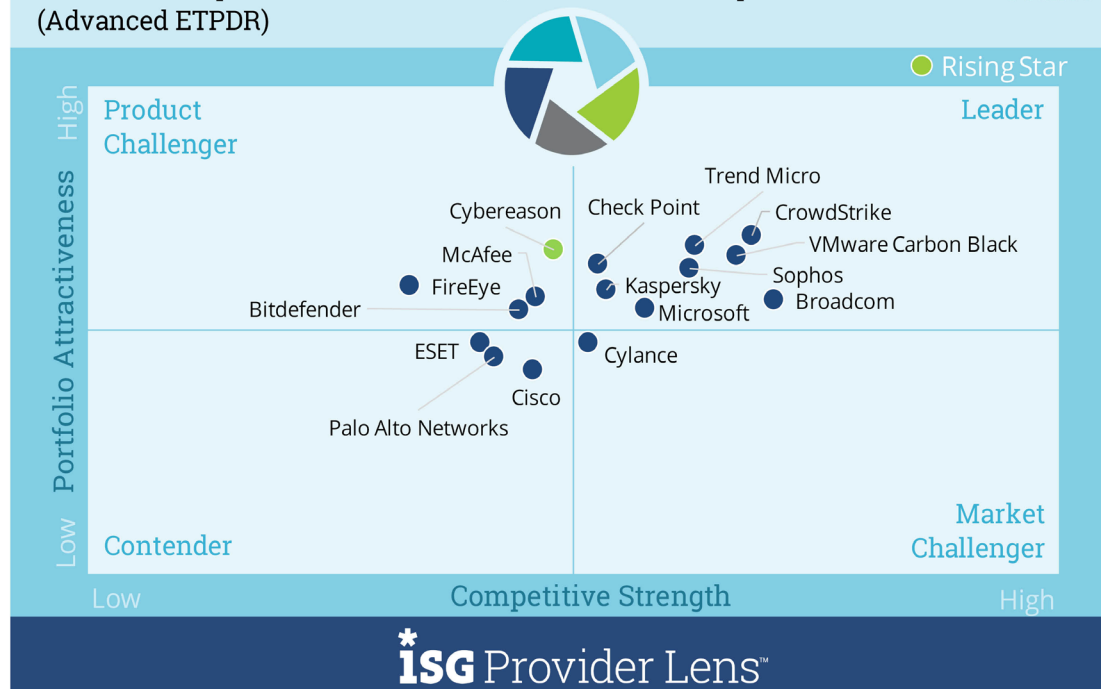 (Advanced ETPDR)
Rising Star
High
Product
Challenger
Leader
Trend Micro
Cybereason
Check Point
CrowdStrike
McAfee
VMware Carbon Black
FireEye
Sophos
Kaspersky
Bitdefender
Broadcom
Microsoft
ESET
Cylance
Cisco
Palo Alto Networks
Portfolio Attractiveness
Market
Challenger
Contender
Low
Low
Competitive Strength
High
iSG Provider Lens™